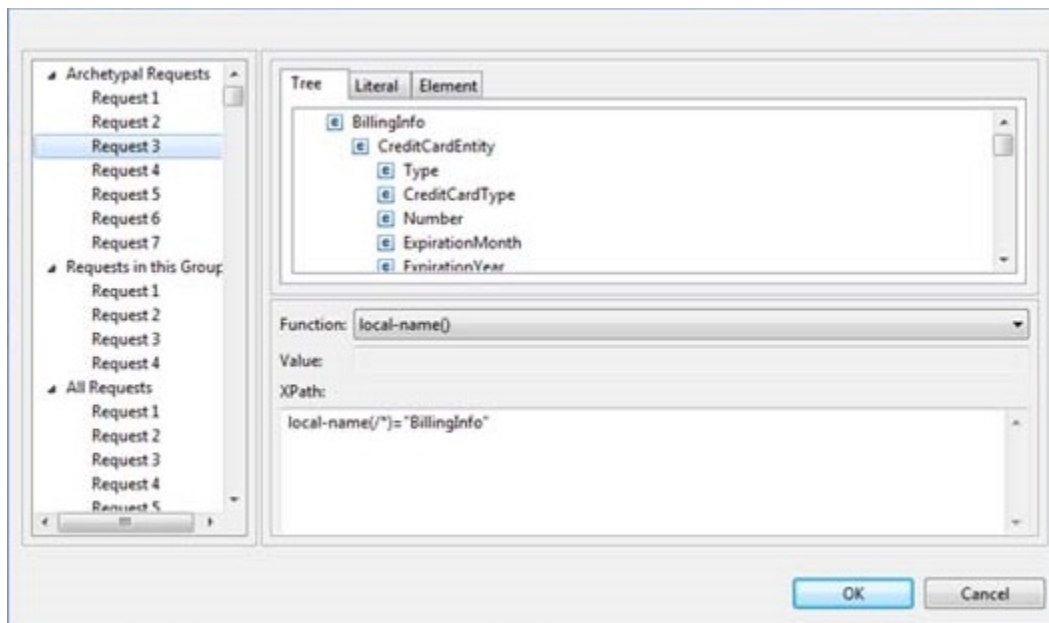 Archetypal Requests
Request 1
Request 2
Request 3
Request 4
Request 5
Request 6
Request 7
Requests in this Group
Request 1
Request 2
Request 3
Request 4
All Requests
Request 1
Request 2
Request 3
Request 4
Request 5
Tree Literal Element
BillingInfo
CreditCardEntity
Type
CreditCardType
Number
ExpirationMonth
ExpirationYear
Function: local-name()
Value:
XPath:
local-name(/*)="BillingInfo"
OK Cancel